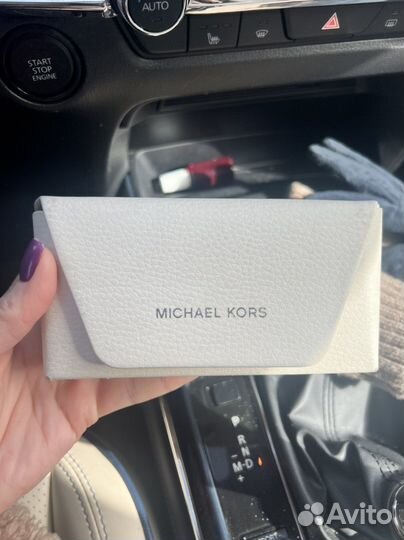 AUTO
START
STOP
ENGINE
MICHAEL KORS
P
R
N
D
M
+
−
Avito